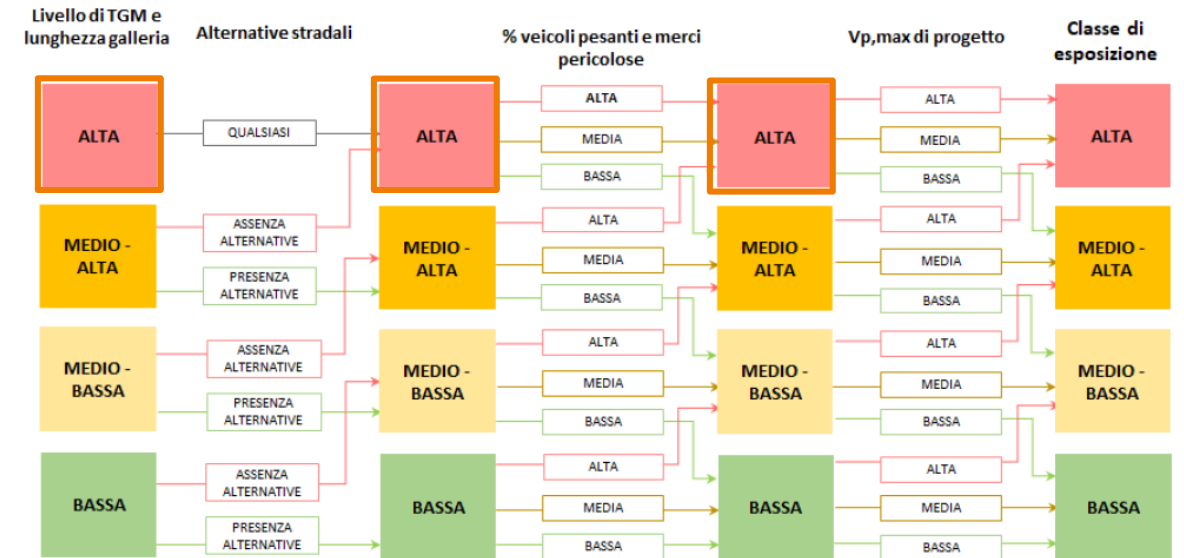 Livello di TGM e
lunghezza galleria
Alternative stradali
% veicoli pesanti e merci
pericolose
Vp,max di progetto
Classe di
esposizione
ALTA
QUALSIASI
ALTA
ALTA
MEDIA
BASSA
ALTA
ALTA
MEDIA
BASSA
ALTA
MEDIO -
ALTA
ASSENZA
ALTERNATIVE
PRESENZA
ALTERNATIVE
MEDIO -
ALTA
ALTA
MEDIA
BASSA
MEDIO -
ALTA
ALTA
MEDIA
BASSA
MEDIO -
ALTA
MEDIO -
BASSA
ASSENZA
ALTERNATIVE
PRESENZA
ALTERNATIVE
MEDIO -
BASSA
ALTA
MEDIA
BASSA
MEDIO -
BASSA
ALTA
MEDIA
BASSA
MEDIO -
BASSA
BASSA
ASSENZA
ALTERNATIVE
PRESENZA
ALTERNATIVE
BASSA
ALTA
MEDIA
BASSA
BASSA
ALTA
MEDIA
BASSA
BASSA